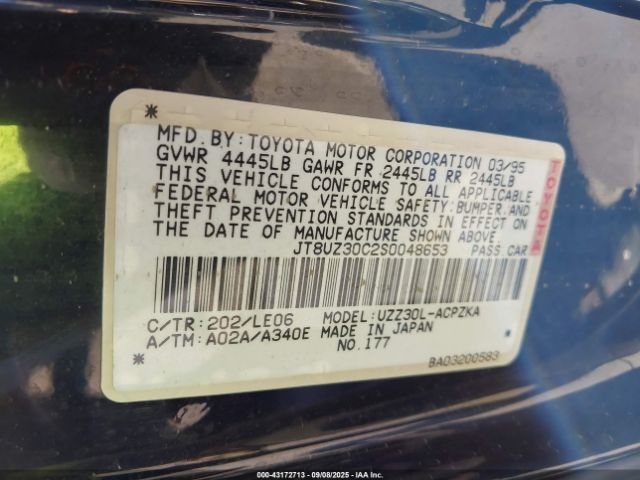 *
MFD. BY: TOYOTA MOTOR CORPORATION 03/95
GVWR 4445LB GAWR FR 2445LB RR 2445LB
THIS VEHICLE CONFORMS TO ALL APPLICABLE
FEDERAL MOTOR VEHICLE SAFETY, BUMPER, AND
THEFT PREVENTION STANDARDS IN EFFECT ON
THE DATE OF MANUFACTURE SHOWN ABOVE.
JT8UZ30C2S0048653 PASS.CAR
TOYOTA
C/TR: 202/LE06 MODEL: UZZ30L-ACPZKA
A/TM: A02A/A340E MADE IN JAPAN
* NO.177 BA03200583
000-43172713 - 09/08/2025 - IAAHDC.COM